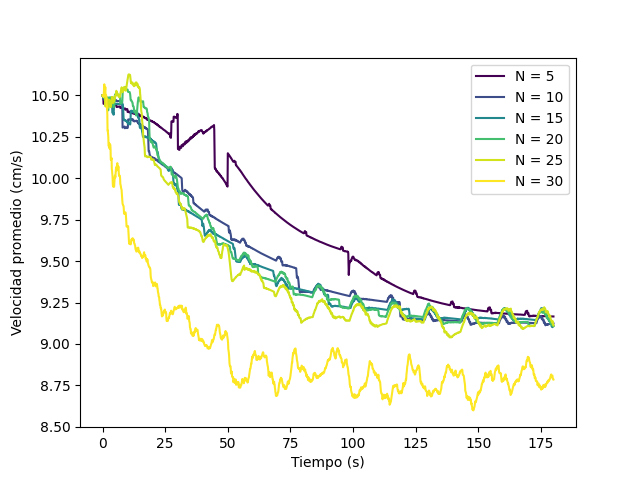 N = 5
N = 10
N = 15
N = 20
N = 25
N = 30
Velocidad promedio (cm/s)
10.50
10.25
10.00
9.75
9.50
9.25
9.00
8.75
8.50
0 25 50 75 100 125 150 175
Tiempo (s)